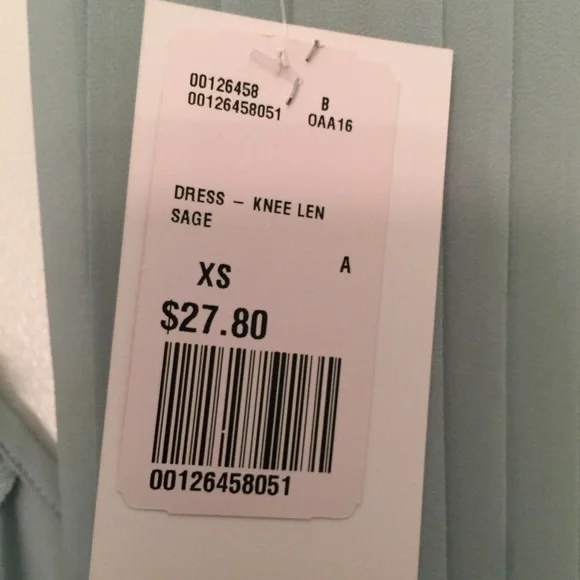 00126458
00126458051
B
OAA16
DRESS – KNEE LEN
SAGE
A
XS
$27.80
00126458051